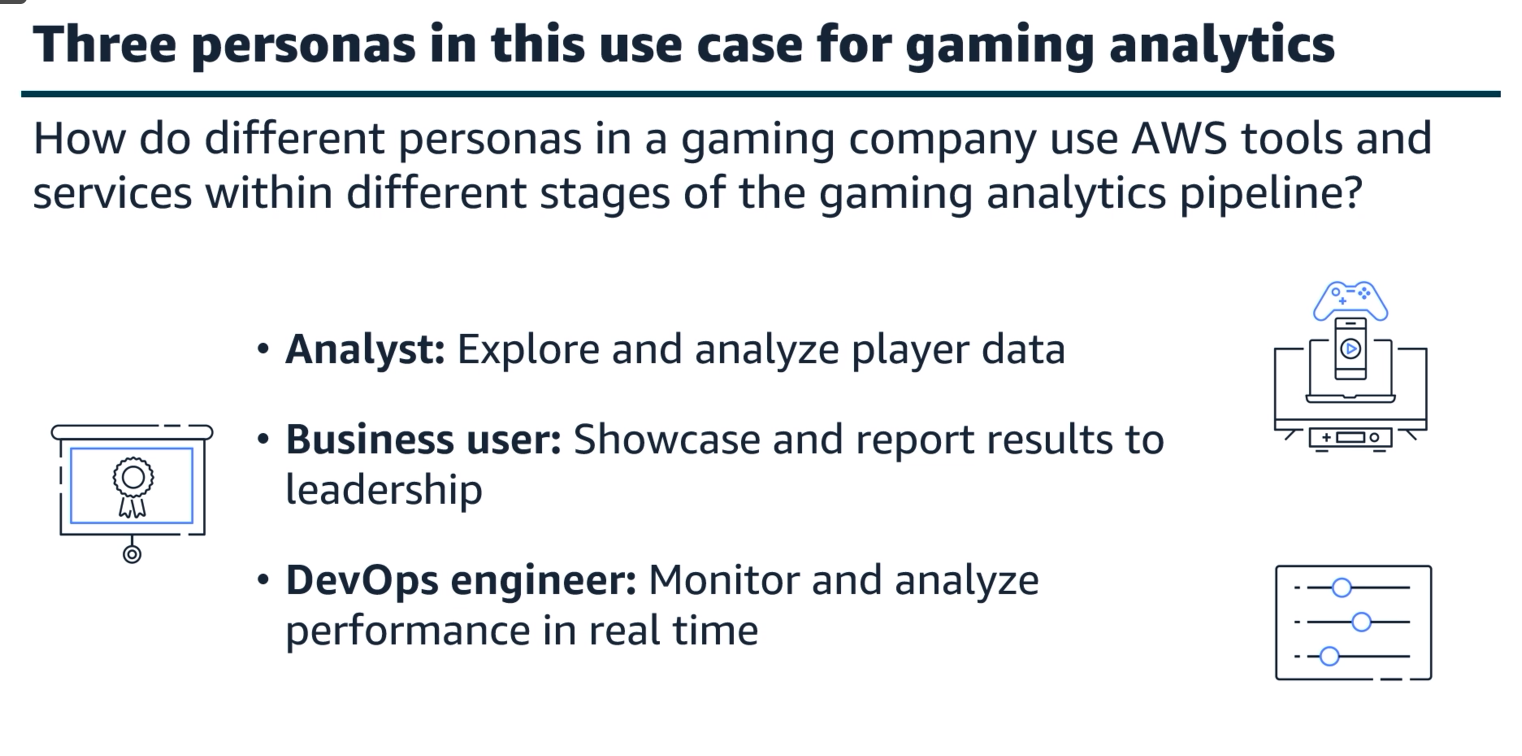 Three personas in this use case for gaming analytics
How do different personas in a gaming company use AWS tools and
services within different stages of the gaming analytics pipeline?
• Analyst: Explore and analyze player data
• Business user: Showcase and report results to
leadership
• DevOps engineer: Monitor and analyze
performance in real time